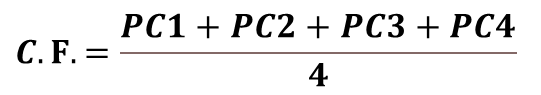 C.F. = PC1 + PC2 + PC3 + PC4
4